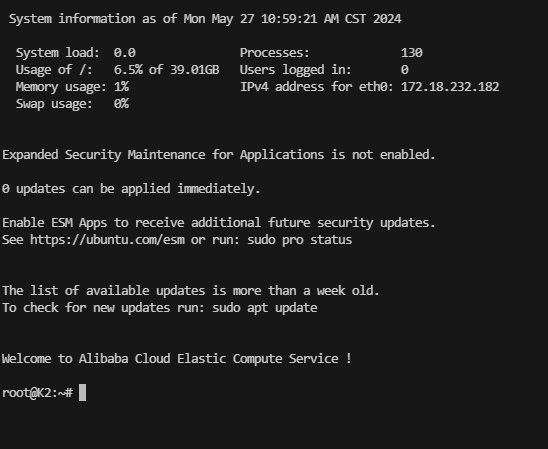 System information as of Mon May 27 10:59:21 AM CST 2024
System load:  0.0                Processes:             130
Usage of /:   6.5% of 39.01GB   Users logged in:       0
Memory usage: 1%                 IPv4 address for eth0: 172.18.232.182
Swap usage:   0%
Expanded Security Maintenance for Applications is not enabled.
0 updates can be applied immediately.
Enable ESM Apps to receive additional future security updates.
See https://ubuntu.com/esm or run: sudo pro status
The list of available updates is more than a week old.
To check for new updates run: sudo apt update
Welcome to Alibaba Cloud Elastic Compute Service !
root@K2:~#